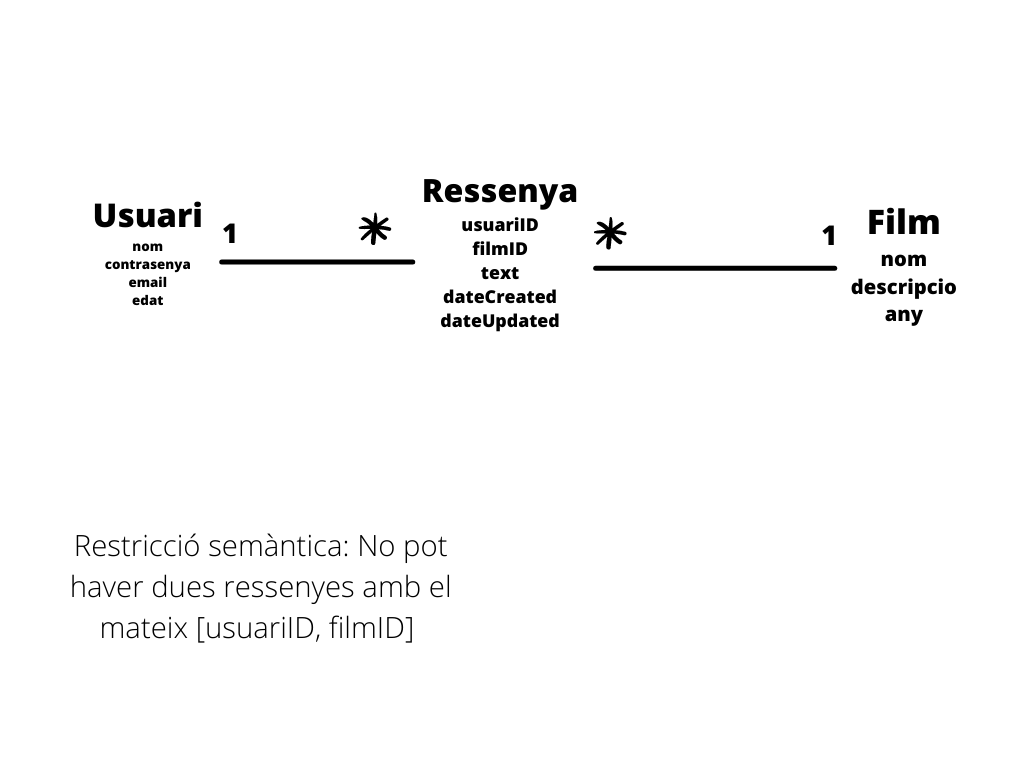 Usuari
nom
contrasenya
email
edat
1
*
Ressenya
usuariID
filmID
text
dateCreated
dateUpdated
*
1
Film
nom
descripcio
any
Restricció semàntica: No pot
haver dues ressenyes amb el
mateix [usuariID, filmID]